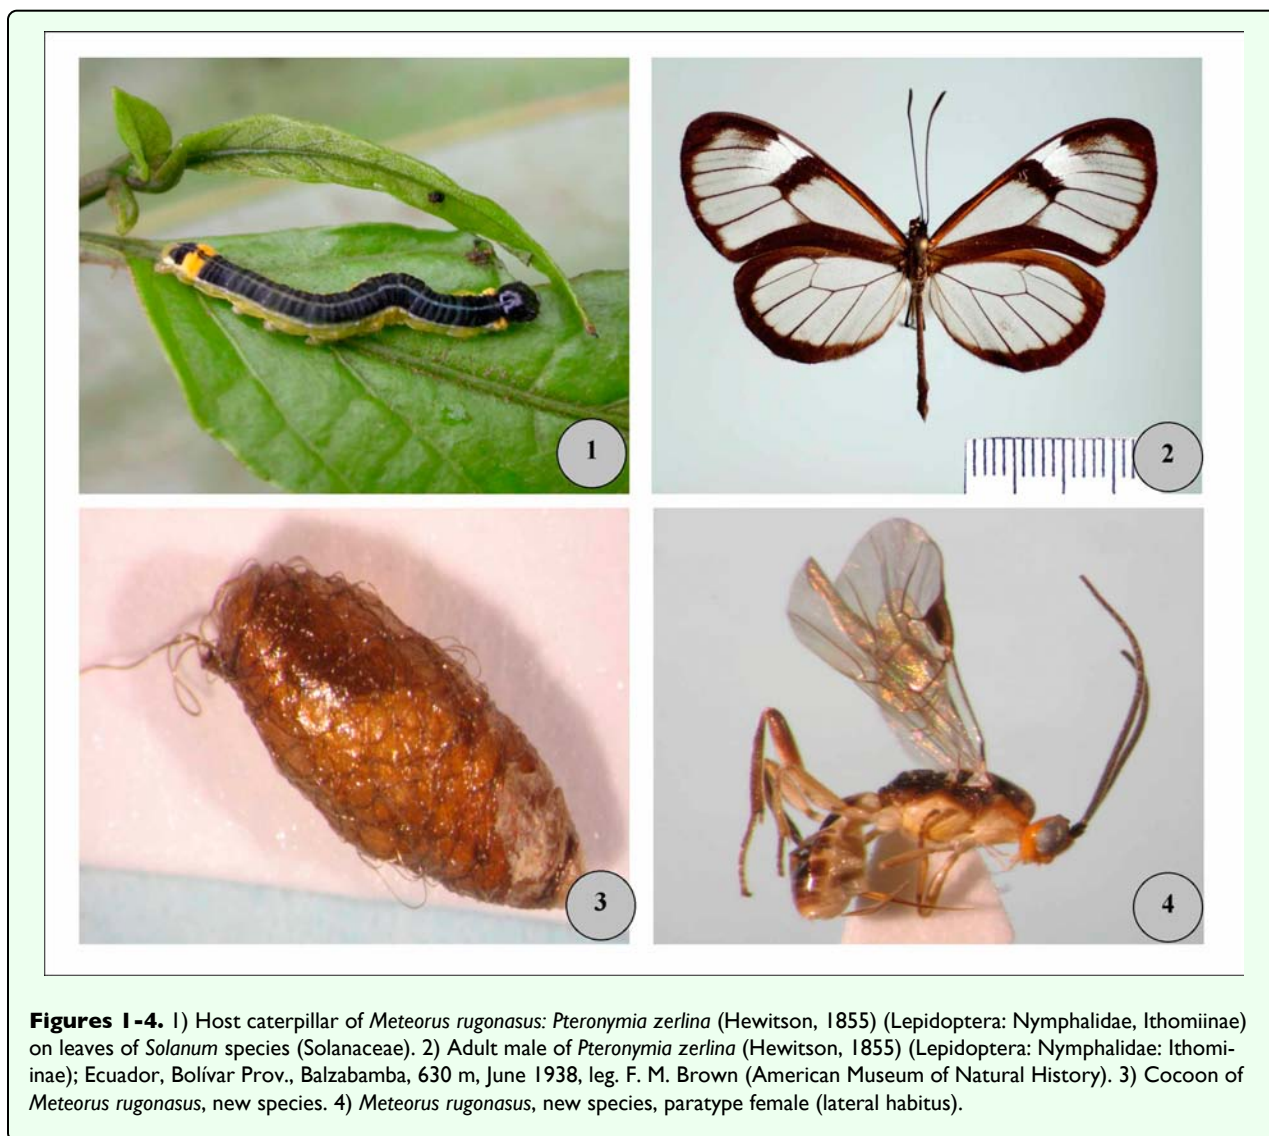 1
2
3
4
Figures 1-4. 1) Host caterpillar of Meteorus rugonasus: Pteronymia zerlina (Hewitson, 1855) (Lepidoptera: Nymphalidae, Ithomiinae)
on leaves of Solanum species (Solanaceae). 2) Adult male of Pteronymia zerlina (Hewitson, 1855) (Lepidoptera: Nymphalidae: Ithomi-
inae); Ecuador, Bolívar Prov., Balzabamba, 630 m, June 1938, leg. F. M. Brown (American Museum of Natural History). 3) Cocoon of
Meteorus rugonasus, new species. 4) Meteorus rugonasus, new species, paratype female (lateral habitus).